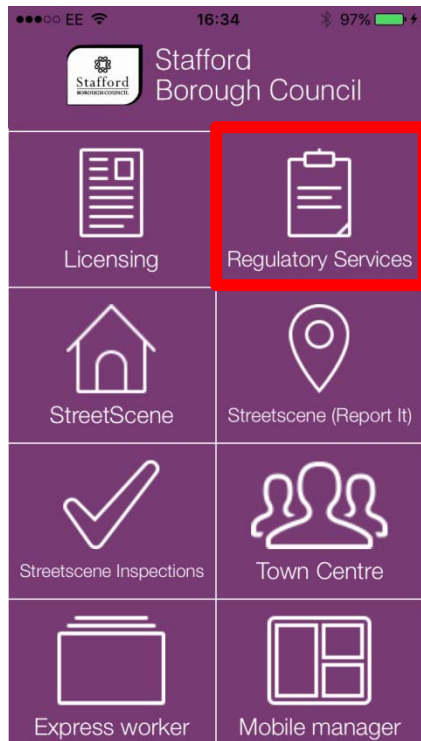 EE 16:34 97%
Stafford
BOROUGH COUNCIL
Stafford
Borough Council
Licensing
Regulatory Services
StreetScene
Streetscene (Report It)
Streetscene Inspections
Town Centre
Express worker
Mobile manager